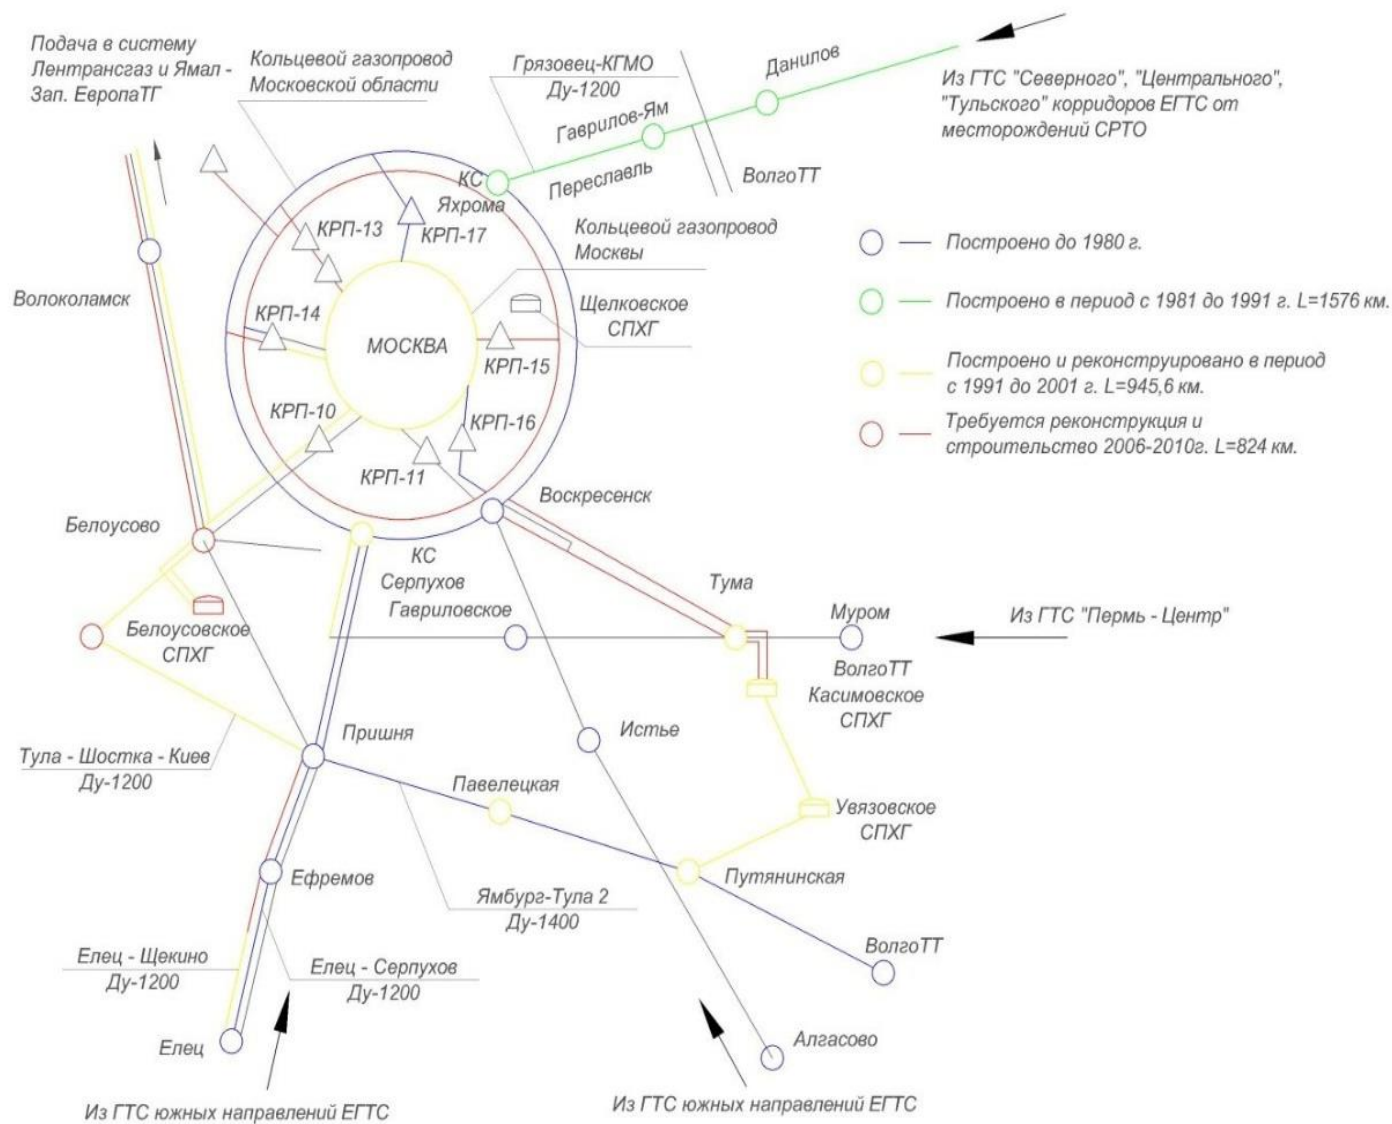 Подача в систему
Лентрансгаз и Ямал -
Зап. ЕвропаТГ
Кольцевой газопровод
Московской области
Грязовец-КГМО
Ду-1200
Данилов
Гаврилов-Ям
Переславль
ВолгоТТ
Из ГТС "Северного", "Центрального",
"Тульского" корридоров ЕГТС от
месторождений СРТО
КС
Яхрома
КРП-13
КРП-17
Кольцевой газопровод
Москвы
Щелковское
СПХГ
Волоколамск
КРП-14
МОСКВА
КРП-15
КРП-10
КРП-16
КРП-11
Построено до 1980 г.
Построено в период с 1981 до 1991 г. L=1576 км.
Построено и реконструировано в период
с 1991 до 2001 г. L=945,6 км.
Требуется реконструкция и
строительство 2006-2010г. L=824 км.
Воскресенск
Белоусово
КС
Серпухов
Гавриловское
Тума
Муром
Из ГТС "Пермь - Центр"
Белоусовское
СПХГ
ВолгоТТ
Касимовское
СПХГ
Пришня
Истье
Тула - Шостка - Киев
Ду-1200
Павелецкая
Увязовское
СПХГ
Ефремов
Путянинская
Ямбург-Тула 2
Ду-1400
ВолгоТТ
Елец - Щекино
Ду-1200
Елец - Серпухов
Ду-1200
Елец
Алгасово
Из ГТС южных направлений ЕГТС
Из ГТС южных направлений ЕГТС